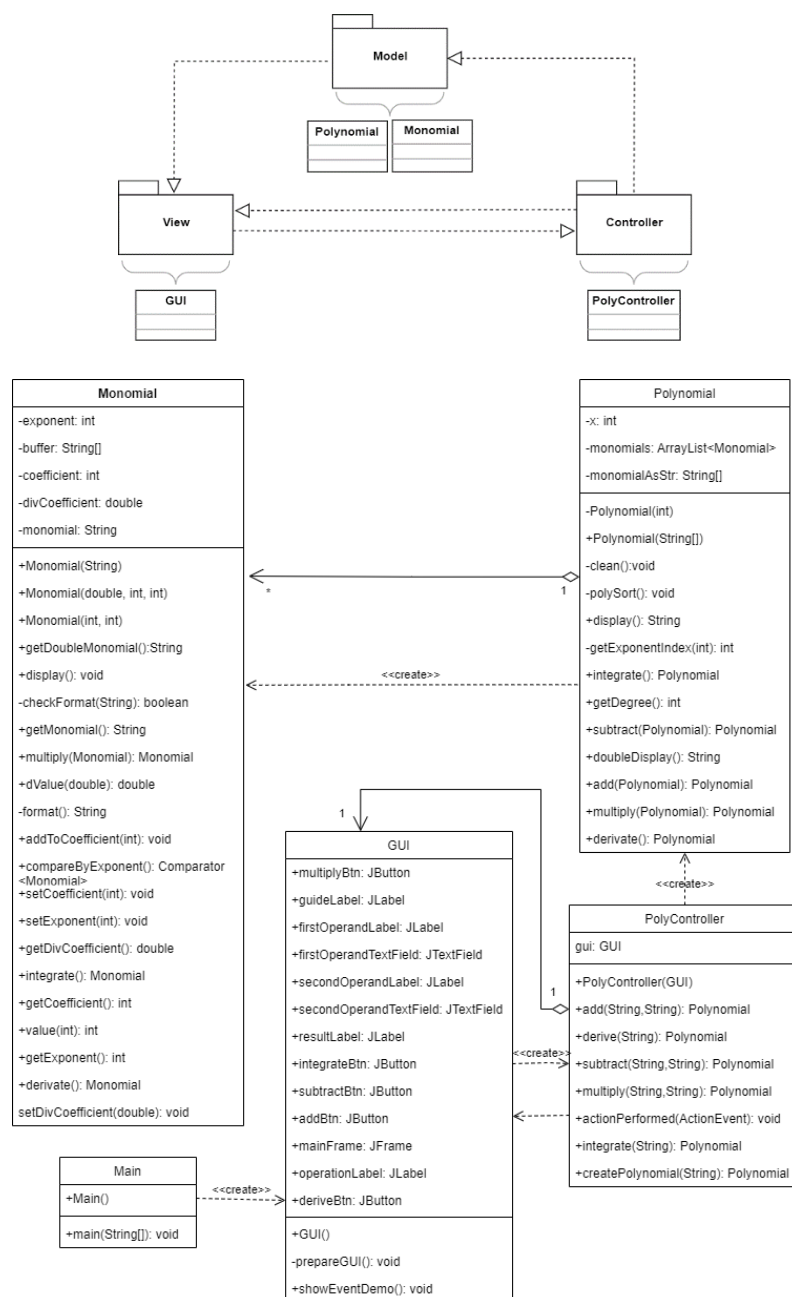 Model
Polynomial
Monomial
View
Controller
GUI
PolyController
Monomial
-exponent: int
-buffer: String[]
-coefficient: int
-divCoefficient: double
-monomial: String
+Monomial(String)
+Monomial(double, int, int)
+Monomial(int, int)
+getDoubleMonomial():String
+display(): void
-checkFormat(String): boolean
+getMonomial(): String
+multiply(Monomial): Monomial
+dValue(double): double
-format(): String
+addToCoefficient(int): void
+compareByExponent(): Comparator
<Monomial>
+setCoefficient(int): void
+setExponent(int): void
+getDivCoefficient(): double
+integrate(): Monomial
+getCoefficient(): int
+value(int): int
+getExponent(): int
+derivate(): Monomial
setDivCoefficient(double): void
*
1
<<create>>
Polynomial
-x: int
-monomials: ArrayList<Monomial>
-monomialAsStr: String[]
-Polynomial(int)
+Polynomial(String[])
-clean():void
-polySort(): void
+display(): String
-getExponentIndex(int): int
+integrate(): Polynomial
+getDegree(): int
+subtract(Polynomial): Polynomial
+doubleDisplay(): String
+add(Polynomial): Polynomial
+multiply(Polynomial): Polynomial
+derivate(): Polynomial
<<create>>
1
GUI
+multiplyBtn: JButton
+guideLabel: JLabel
+firstOperandLabel: JLabel
+firstOperandTextField: JTextField
+secondOperandLabel: JLabel
+secondOperandTextField: JTextField
+resultLabel: JLabel
+integrateBtn: JButton
+subtractBtn: JButton
+addBtn: JButton
+mainFrame: JFrame
+operationLabel: JLabel
+deriveBtn: JButton
+GUI()
-prepareGUI(): void
+showEventDemo(): void
1
<<create>>
PolyController
gui: GUI
+PolyController(GUI)
+add(String,String): Polynomial
+derive(String): Polynomial
+subtract(String,String): Polynomial
+multiply(String,String): Polynomial
+actionPerformed(ActionEvent): void
+integrate(String): Polynomial
+createPolynomial(String): Polynomial
Main
+Main()
+main(String[]): void
<<create>>